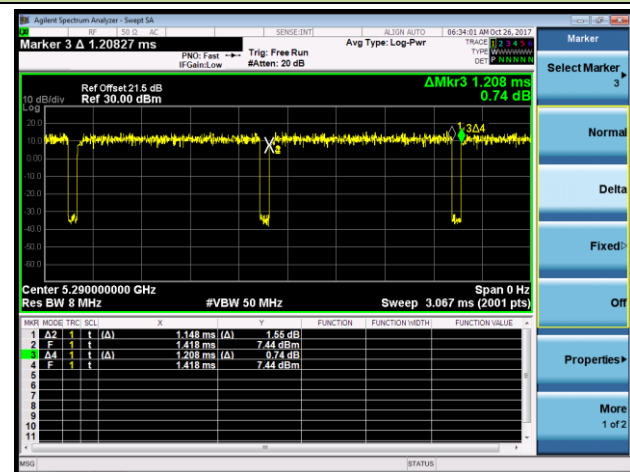 Agilent Spectrum Analyzer - Swept SA
RF 50 Ω AC SENSE:INT ALIGN AUTO 06:34:01 AM Oct 26, 2017
Marker 3 Δ 1.20827 ms
PNO: Fast
IFGain:Low
Trig: Free Run
#Atten: 20 dB
Avg Type: Log-Pwr
TRACE 1 2 3 4 5 6
TYPE WWWWWW
DET P NNNNN
Ref Offset 21.5 dB
10 dB/div Ref 30.00 dBm
Log
ΔMkr3 1.208 ms
0.74 dB
20.0
10.0
0.00
-10.0
-20.0
-30.0
-40.0
-50.0
-60.0
1 3Δ4
Center 5.290000000 GHz Span 0 Hz
Res BW 8 MHz #VBW 50 MHz Sweep 3.067 ms (2001 pts)
MKR MODE TRC SCL X Y FUNCTION FUNCTION WIDTH FUNCTION VALUE
1 Δ2 1 t (Δ) 1.148 ms (Δ) 1.55 dB
2 F 1 t 1.418 ms 7.44 dBm
3 Δ4 1 t (Δ) 1.208 ms (Δ) 0.74 dB
4 F 1 t 1.418 ms 7.44 dBm
5
6
7
8
9
10
11
MSG STATUS
Marker
Select Marker
3
Normal
Delta
Fixed
Off
Properties
More
1 of 2